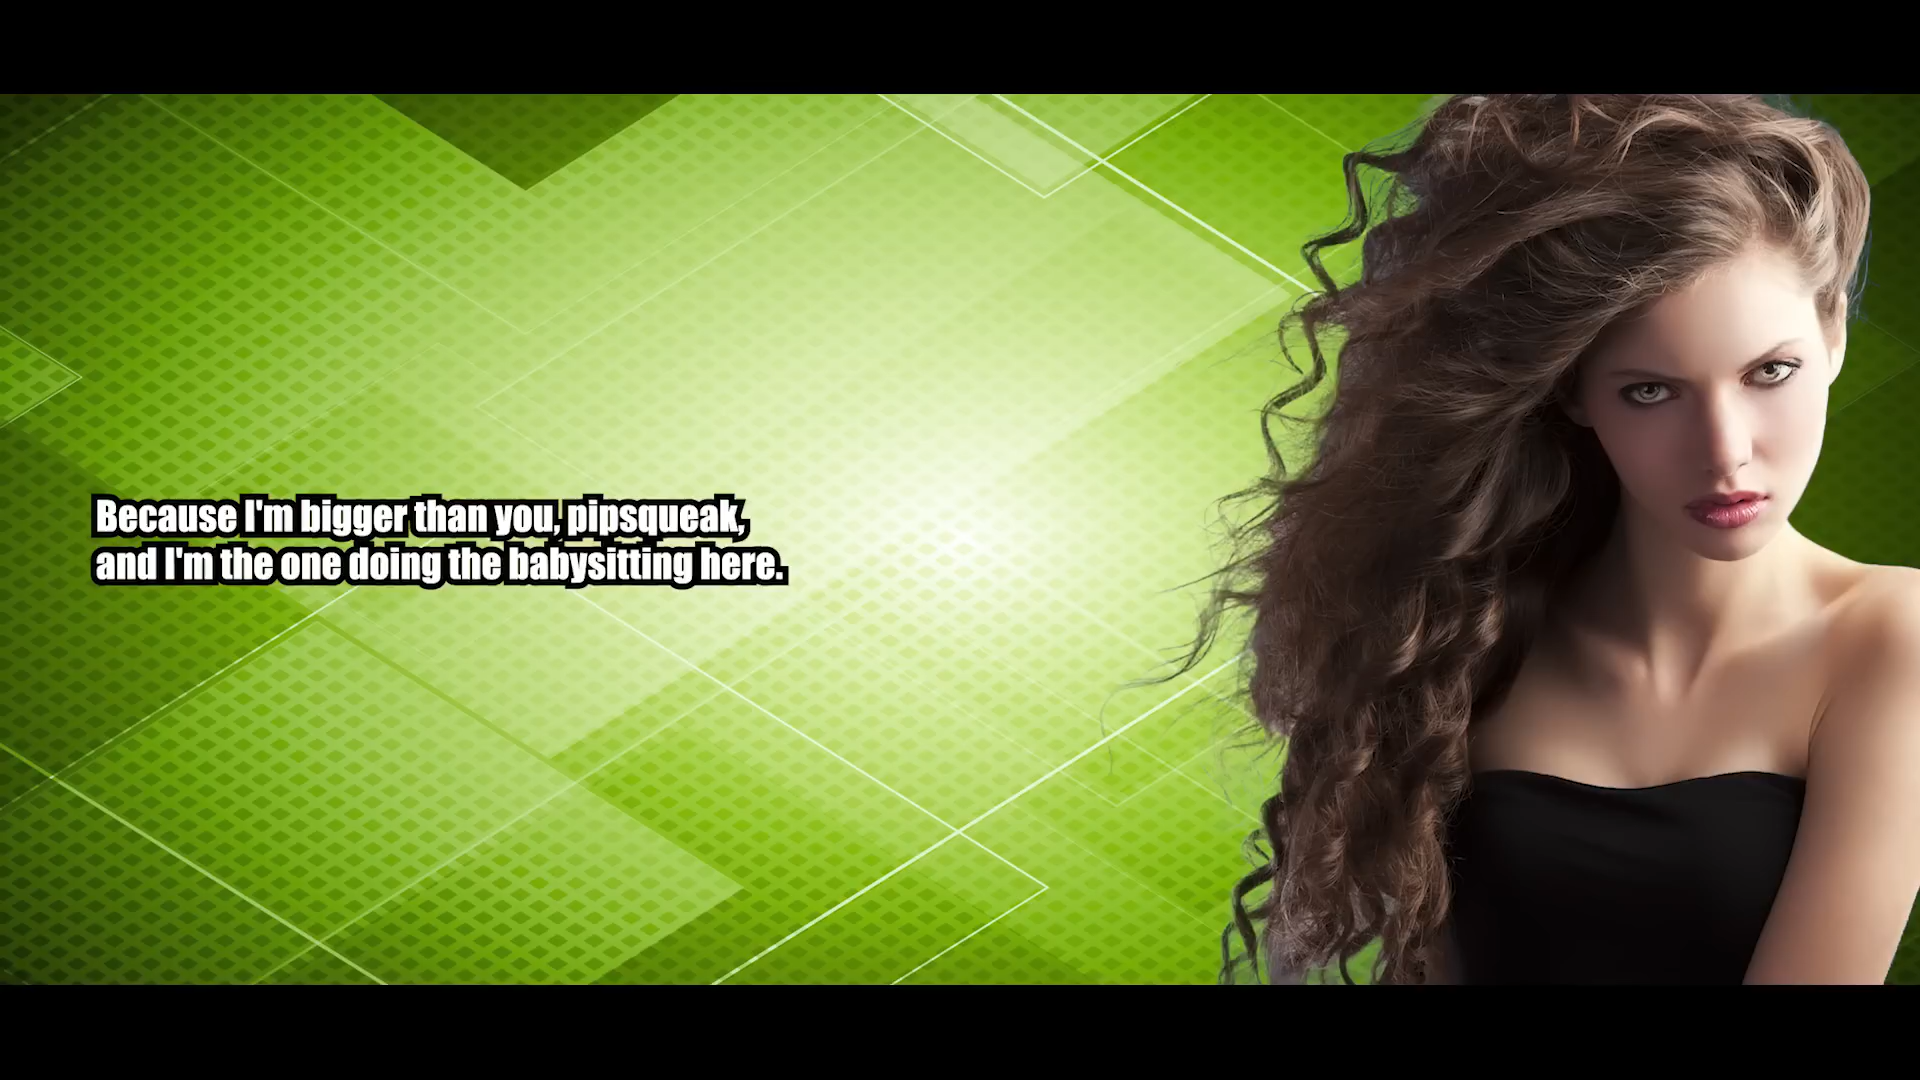 Because I'm bigger than you, pipsqueak,
and I'm the one doing the babysitting here.